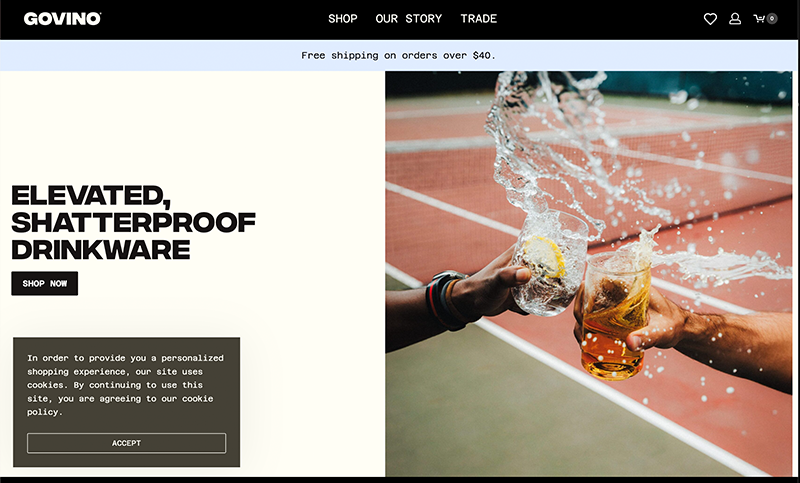 GOVINO
SHOP
OUR STORY
TRADE
0
Free shipping on orders over $40.
ELEVATED,
SHATTERPROOF
DRINKWARE
SHOP NOW
In order to provide you a personalized
shopping experience, our site uses
cookies. By continuing to use this
site, you are agreeing to our cookie
policy.
ACCEPT